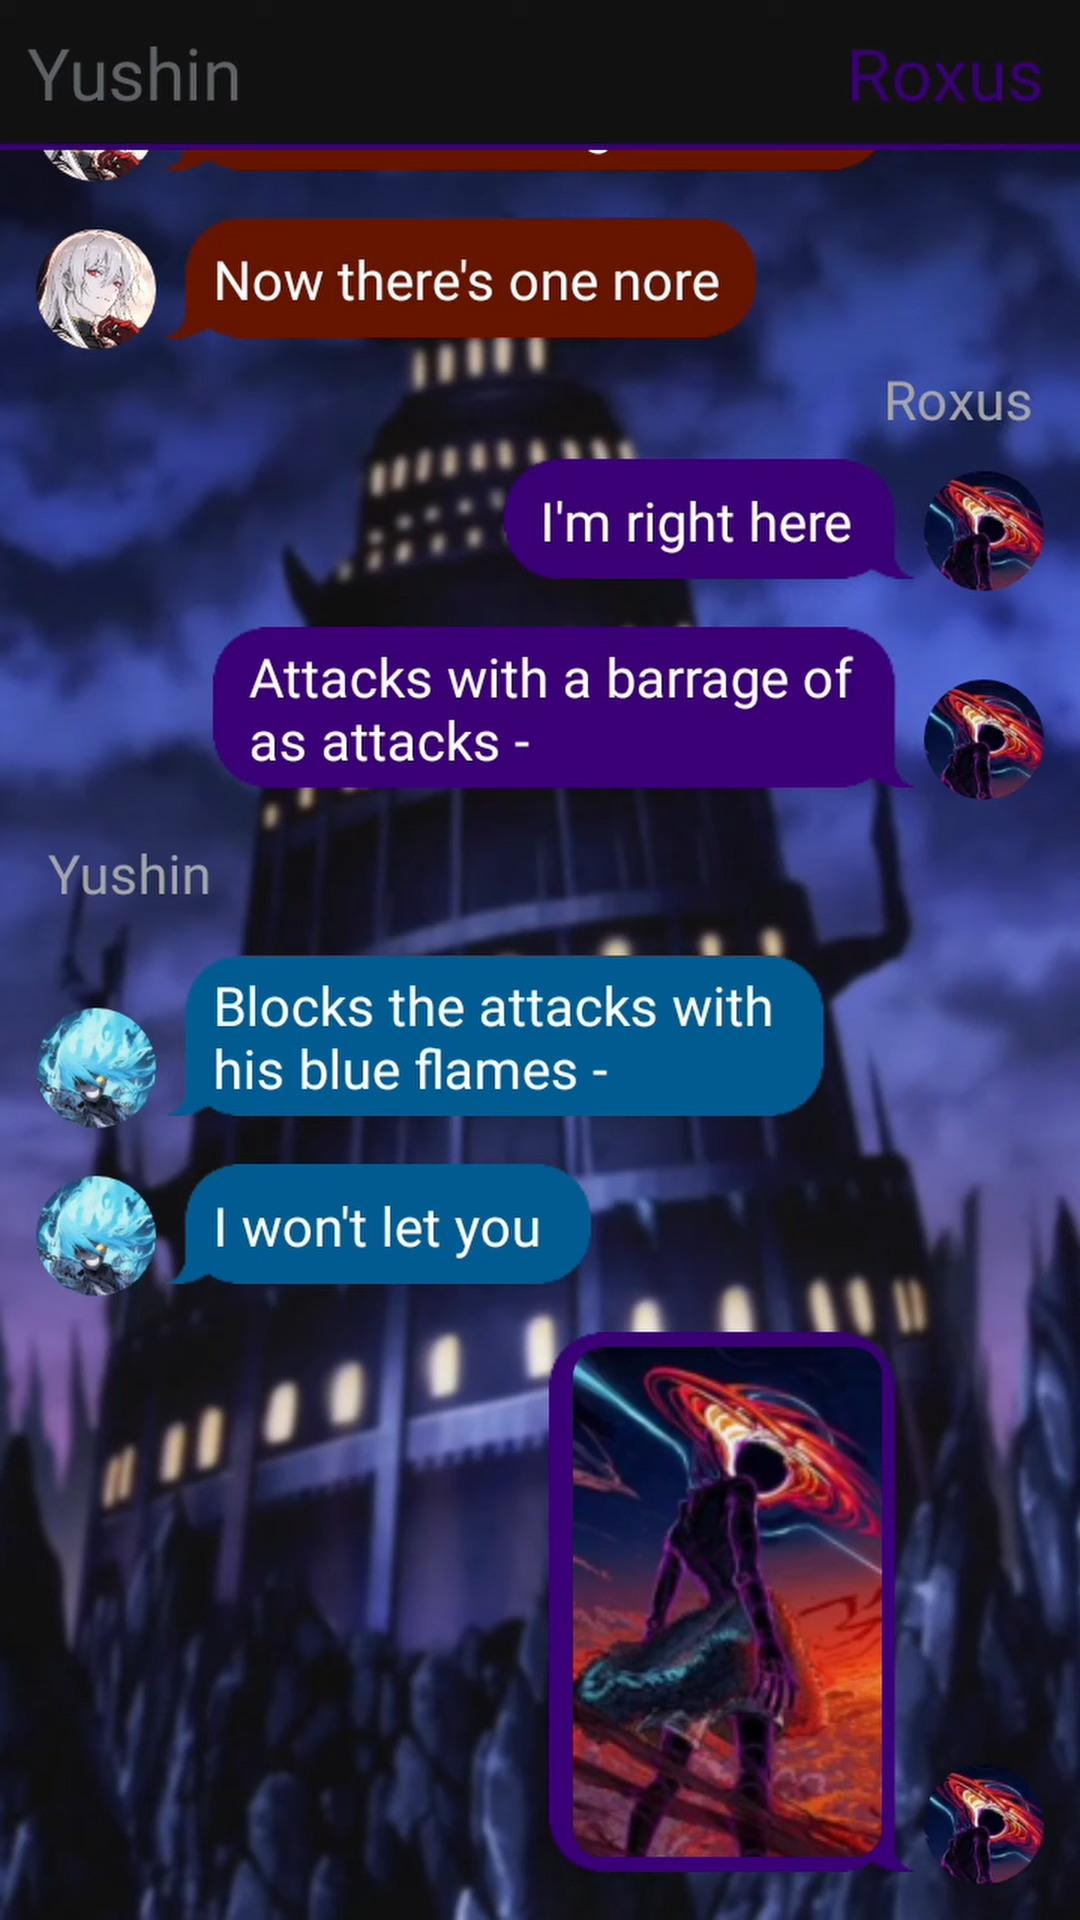 Yushin
Roxus
Now there's one nore
Roxus
I'm right here
Attacks with a barrage of
as attacks -
Yushin
Blocks the attacks with
his blue flames -
I won't let you